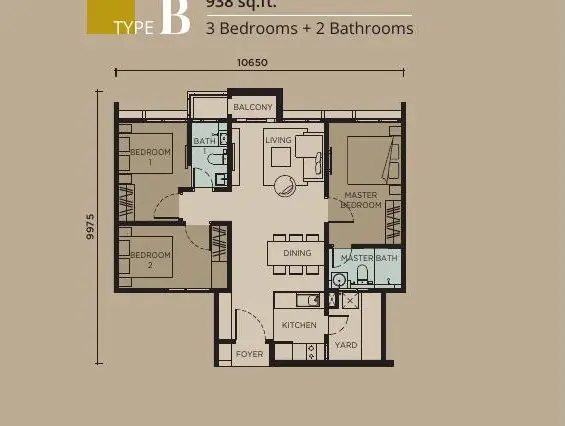 938 sq.ft.
TYPE B
3 Bedrooms + 2 Bathrooms
10650
9975
BALCONY
BATH
1
LIVING
BEDROOM
1
MASTER
BEDROOM
BEDROOM
2
DINING
MASTER BATH
KITCHEN
YARD
FOYER